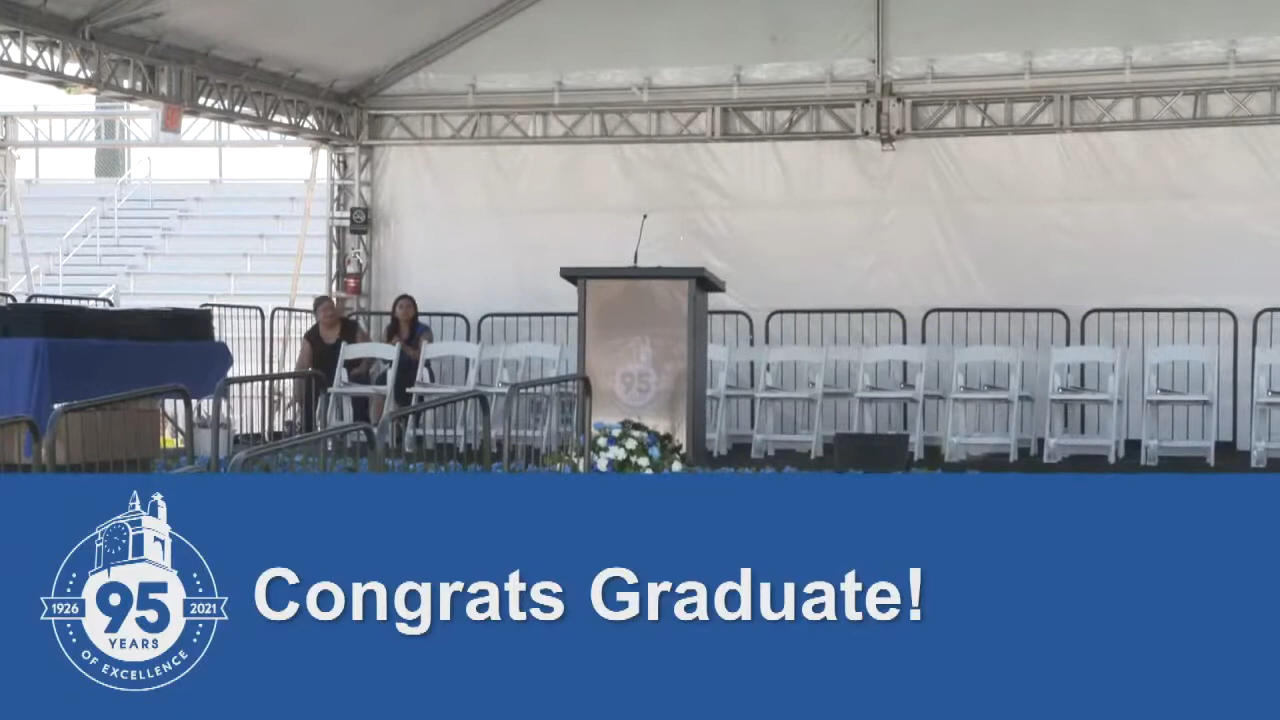 95
1926
95
2021
YEARS
OF EXCELLENCE
Congrats Graduate!